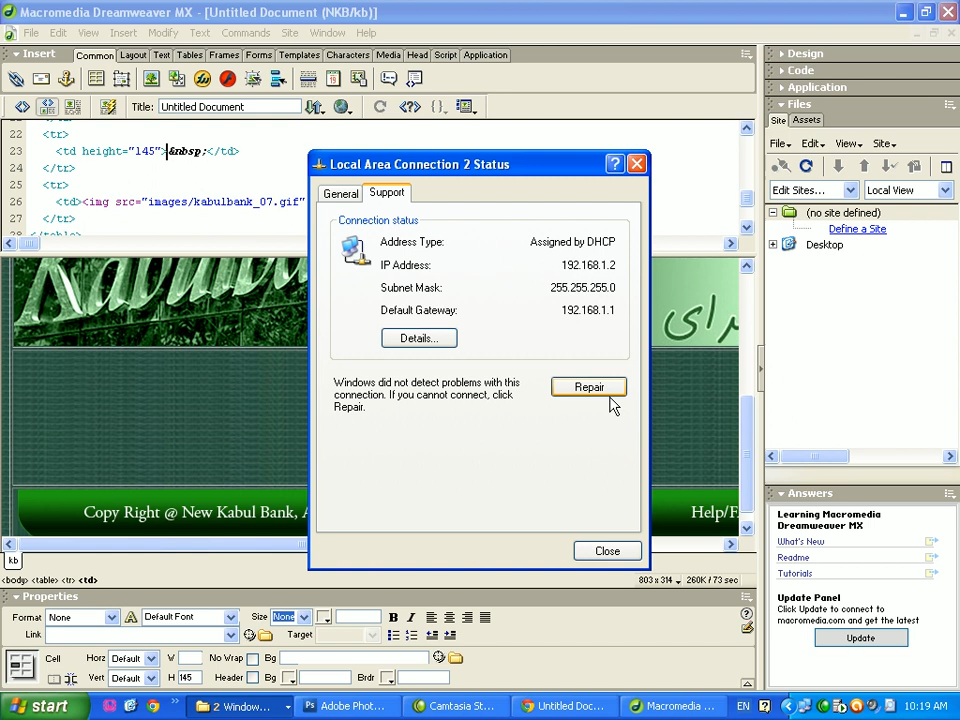 Macromedia Dreamweaver MX - [Untitled Document (NKB/kb)]
File Edit View Insert Modify Text Commands Site Window Help
Insert Common Layout Text Tables Frames Forms Templates Characters Media Head Script Application
Title: Untitled Document
22 </tr>
<tr>
23 <td height="145">&nbsp;</td>
24 </tr>
25 <tr>
26 <td><img src="images/kabulbank_07.gif"
27 </tr>
28 </table>
Local Area Connection 2 Status
General Support
Connection status
Address Type: Assigned by DHCP
IP Address: 192.168.1.2
Subnet Mask: 255.255.255.0
Default Gateway: 192.168.1.1
Details...
Windows did not detect problems with this
connection. If you cannot connect, click
Repair.
Repair
Close
برای
Copy Right @ New Kabul Bank,
kb
<body> <table> <tr> <td>
803 x 314 260K / 73 sec
Properties
Format None Default Font Size None B I
Link Target
Cell Horz Default W No Wrap Bg
Vert Default H 145 Header Bg Brdr
Design
Code
Application
Files
Site Assets
File Edit View Site
Edit Sites... Local View
(no site defined)
Define a Site
Desktop
Answers
Learning Macromedia
Dreamweaver MX
What's New
Readme
Tutorials
Update Panel
Click Update to connect to
macromedia.com and get the latest
Update
start 2 Window... Adobe Phot... Camtasia St... Untitled Doc... Macromedia ... EN 10:19 AM